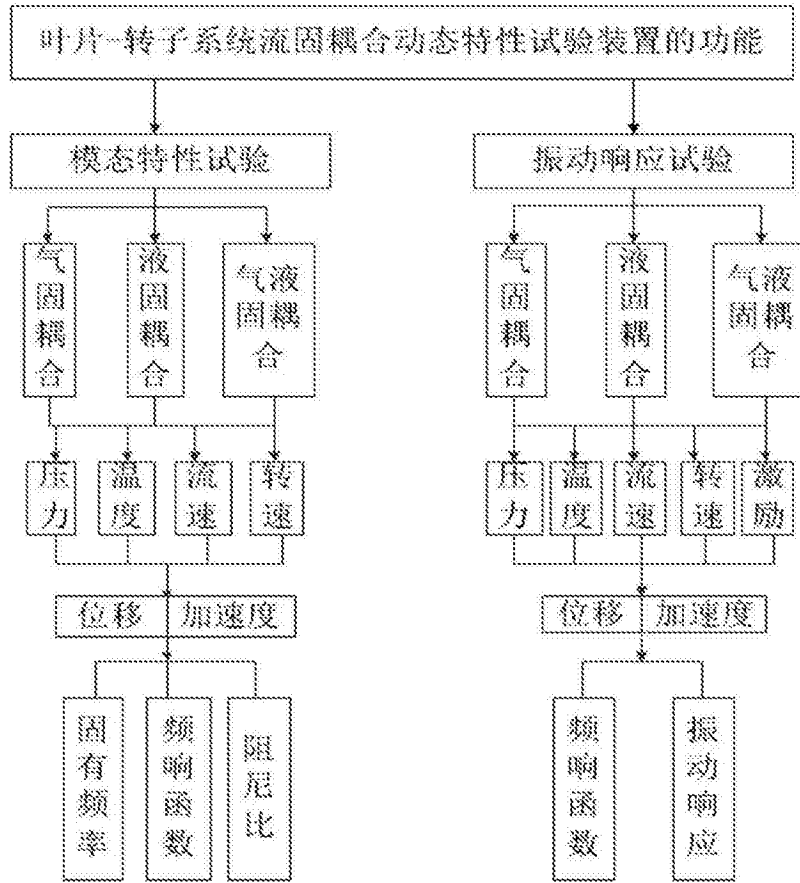 叶片-转子系统流固耦合动态特性试验装置的功能
模态特性试验
振动响应试验
气固耦合
液固耦合
气液
固耦
合
气固耦合
液固耦合
气液
固耦
合
压力
温度
流速
转速
压力
温度
流速
转速
激励
位移
加速度
位移
加速度
固有频率
频响函数
阻尼比
频响函数
振动响应